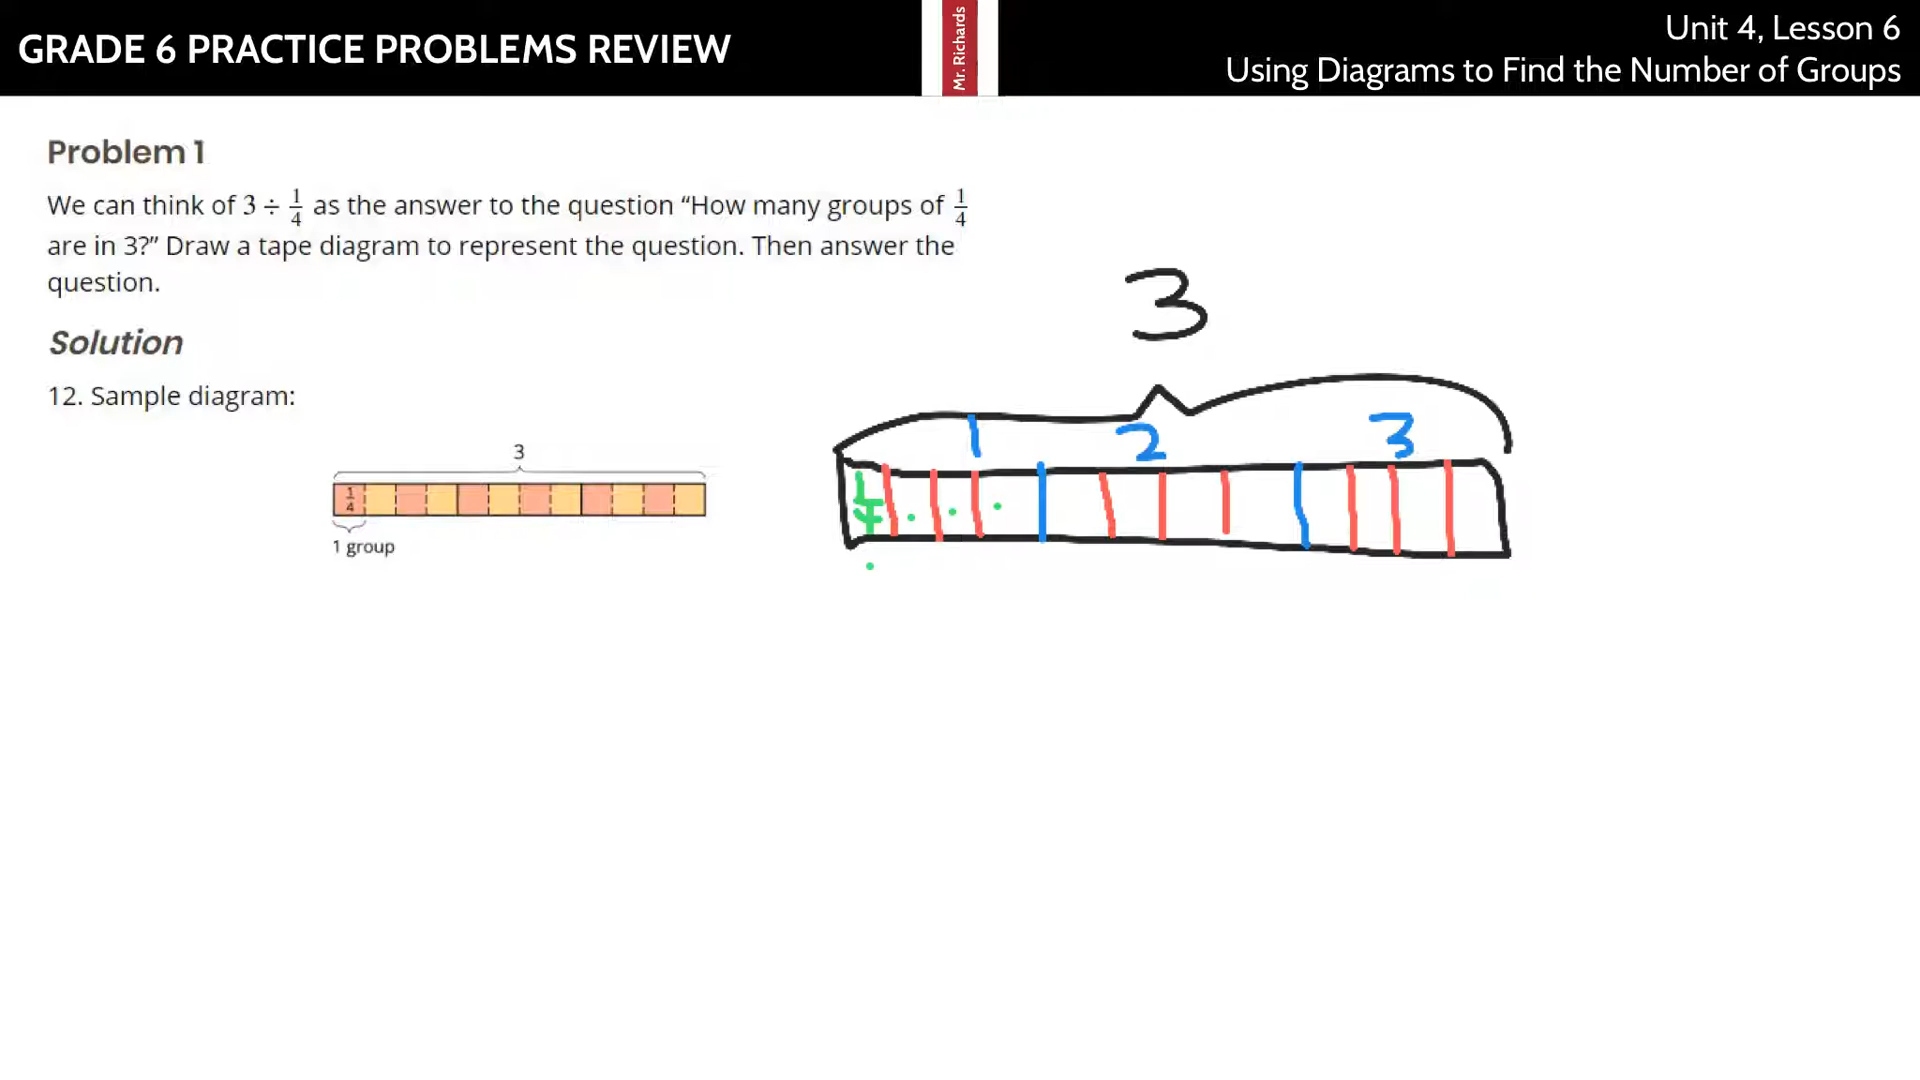 GRADE 6 PRACTICE PROBLEMS REVIEW
Mr. Richards
Unit 4, Lesson 6
Using Diagrams to Find the Number of Groups
Problem 1
We can think of 3 ÷ 1/4 as the answer to the question “How many groups of 1/4
are in 3?” Draw a tape diagram to represent the question. Then answer the
question.
Solution
12. Sample diagram:
3
1/4
1 group
3
1 2 3
1/4